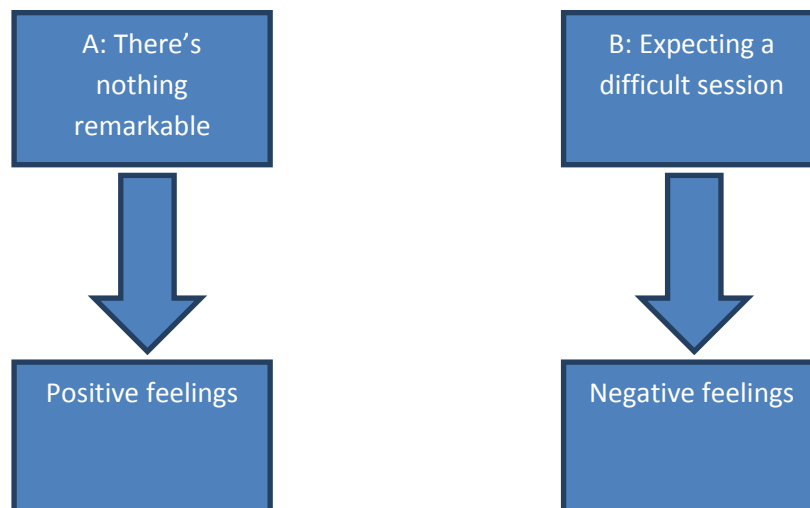 A: There’s
nothing
remarkable
B: Expecting a
difficult session
Positive feelings
Negative feelings